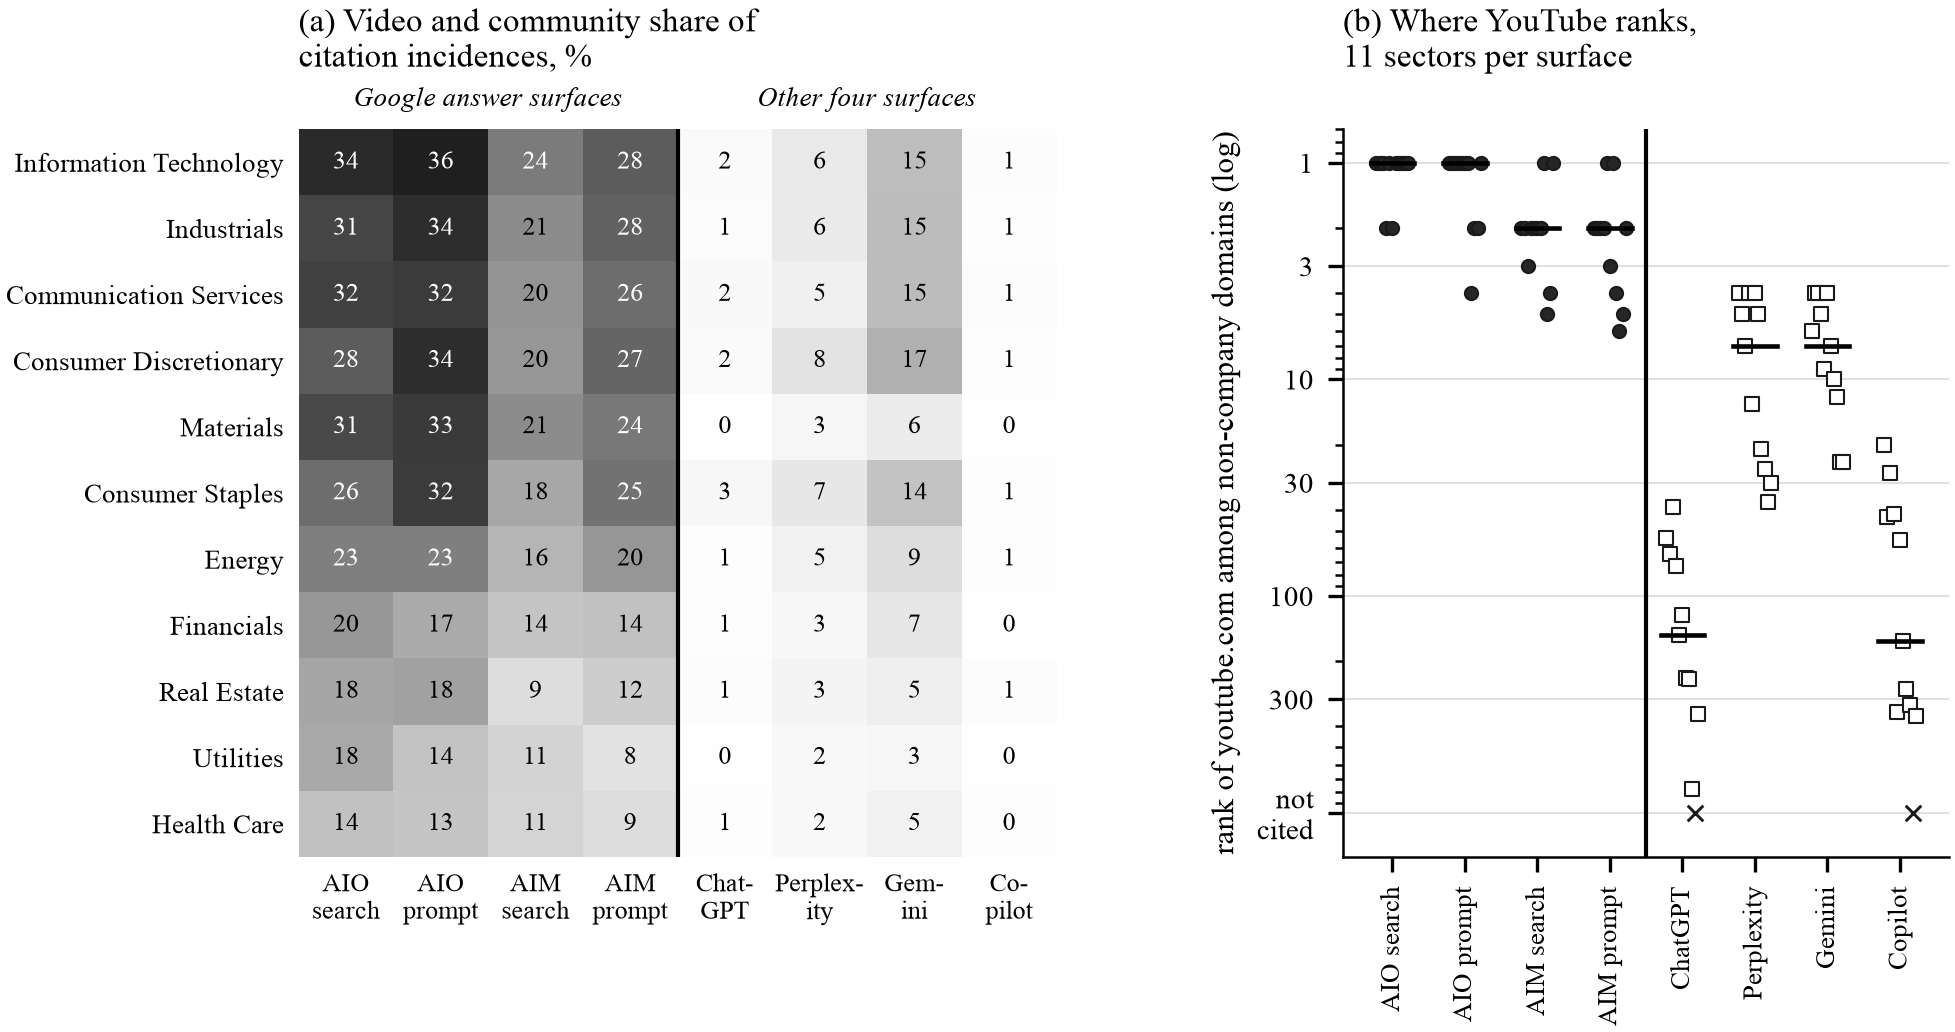 (a) Video and community share of
citation incidences, %
Google answer surfaces
Other four surfaces
Information Technology 34 36 24 28 2 6 15 1
Industrials 31 34 21 28 1 6 15 1
Communication Services 32 32 20 26 2 5 15 1
Consumer Discretionary 28 34 20 27 2 8 17 1
Materials 31 33 21 24 0 3 6 0
Consumer Staples 26 32 18 25 3 7 14 1
Energy 23 23 16 20 1 5 9 1
Financials 20 17 14 14 1 3 7 0
Real Estate 18 18 9 12 1 3 5 1
Utilities 18 14 11 8 0 2 3 0
Health Care 14 13 11 9 1 2 5 0
AIO
search
AIO
prompt
AIM
search
AIM
prompt
Chat-
GPT
Perplex-
ity
Gem-
ini
Co-
pilot
(b) Where YouTube ranks,
11 sectors per surface
rank of youtube.com among non-company domains (log)
1
3
10
30
100
300
not
cited
AIO search
AIO prompt
AIM search
AIM prompt
ChatGPT
Perplexity
Gemini
Copilot